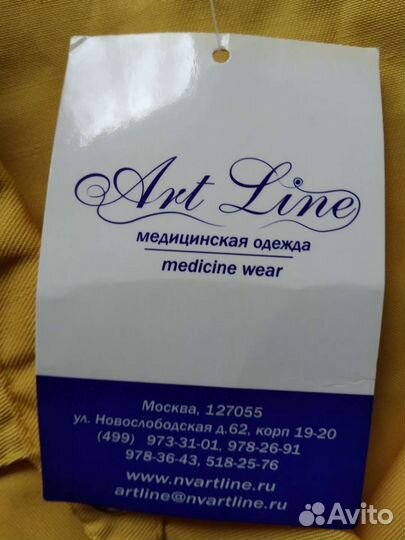 Art Line
медицинская одежда
medicine wear
Москва, 127055
ул. Новослободская д.62, корп 19-20
(499) 973-31-01, 978-26-91
978-36-43, 518-25-76
www.nvartline.ru
artline@nvartline.ru
Avito